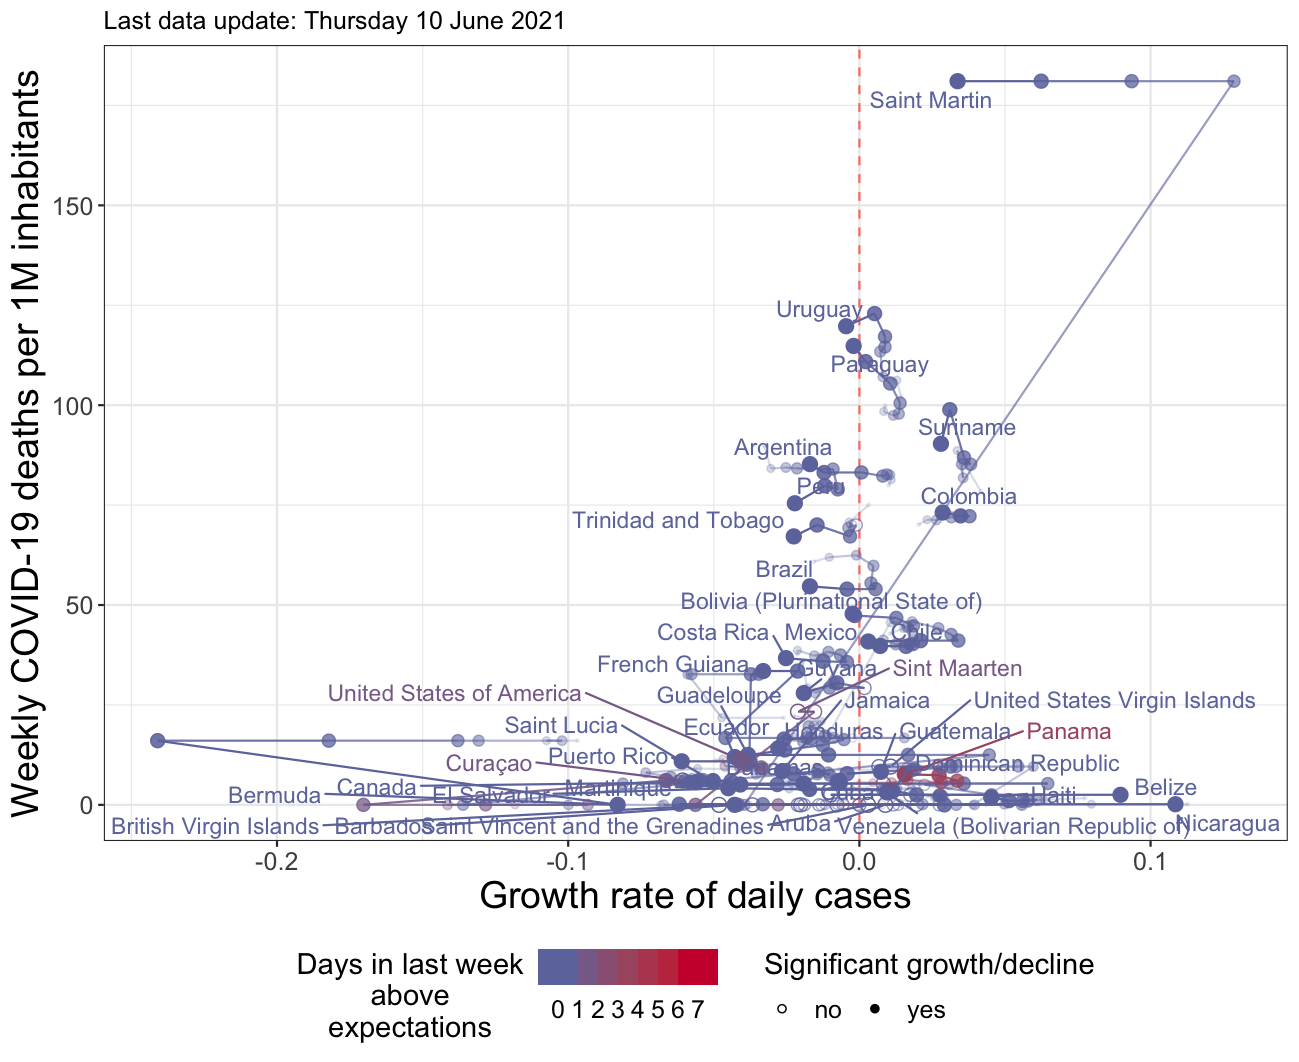 Last data update: Thursday 10 June 2021
Weekly COVID-19 deaths per 1M inhabitants
150
100
50
0
Saint Martin
Uruguay
Paraguay
Suriname
Argentina
Peru
Colombia
Trinidad and Tobago
Brazil
Bolivia (Plurinational State of)
Costa Rica
Mexico
Chile
French Guiana
Guyana
Sint Maarten
United States of America
Guadeloupe
Jamaica
United States Virgin Islands
Saint Lucia
Ecuador
Honduras
Guatemala
Panama
Puerto Rico
Curaçao
Bahamas
Dominican Republic
Canada
Bermuda
El Salvador
Martinique
Cuba
Haiti
Belize
British Virgin Islands
Barbados
Saint Vincent and the Grenadines
Aruba
Venezuela (Bolivarian Republic of)
Nicaragua
-0.2
-0.1
0.0
0.1
Growth rate of daily cases
Days in last week
above
expectations
0 1 2 3 4 5 6 7
Significant growth/decline
no
yes